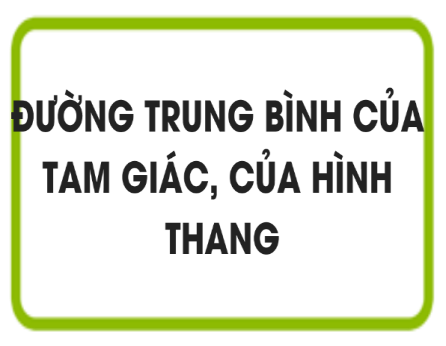 ĐƯỜNG TRUNG BÌNH CỦA
TAM GIÁC, CỦA HÌNH
THANG